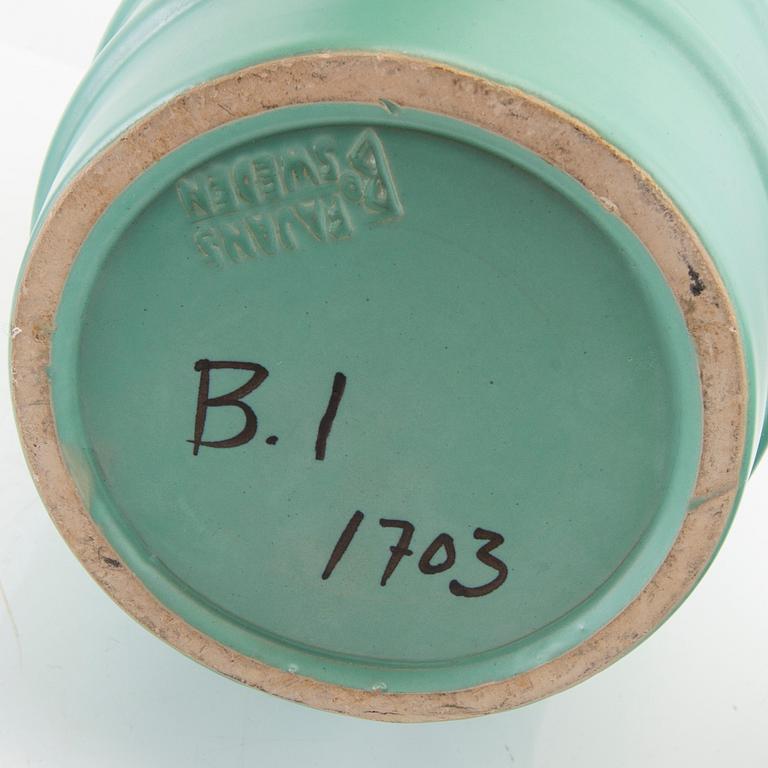 BO
FAJANS
SWEDEN
B.1
1703